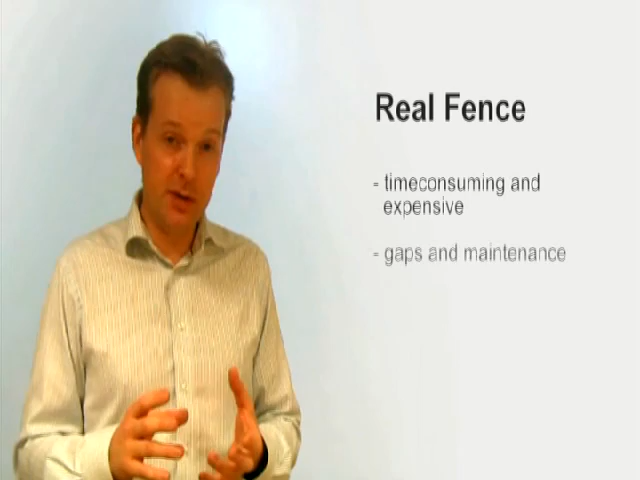 Real Fence
- timeconsuming and
expensive
- gaps and maintenance